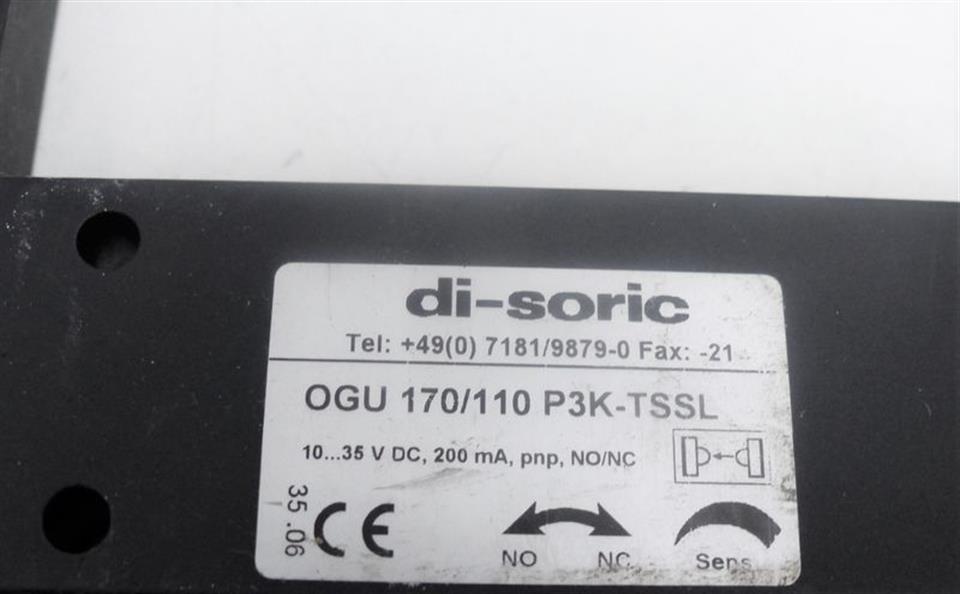 di-soric
Tel: +49(0) 7181/9879-0 Fax: -21
OGU 170/110 P3K-TSSL
10...35 V DC, 200 mA, pnp, NO/NC
35 .06
CE
NO NC Sens